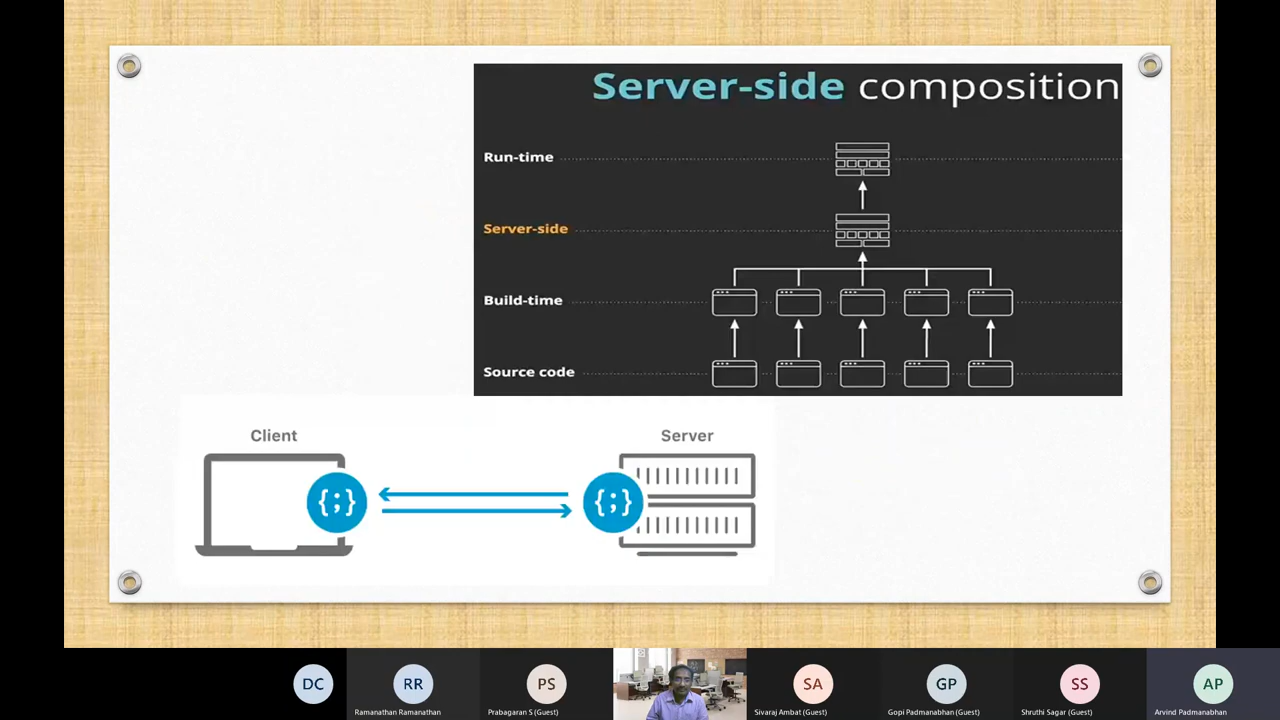 Server-side composition
Run-time
Server-side
Build-time
Source code
Client
Server
{;}
{;}
DC
RR
PS
SA
GP
SS
AP
Ramanathan Ramanathan
Prabagaran S (Guest)
Sivaraj Ambat (Guest)
Gopi Padmanabhan (Guest)
Shruthi Sagar (Guest)
Arvind Padmanabhan